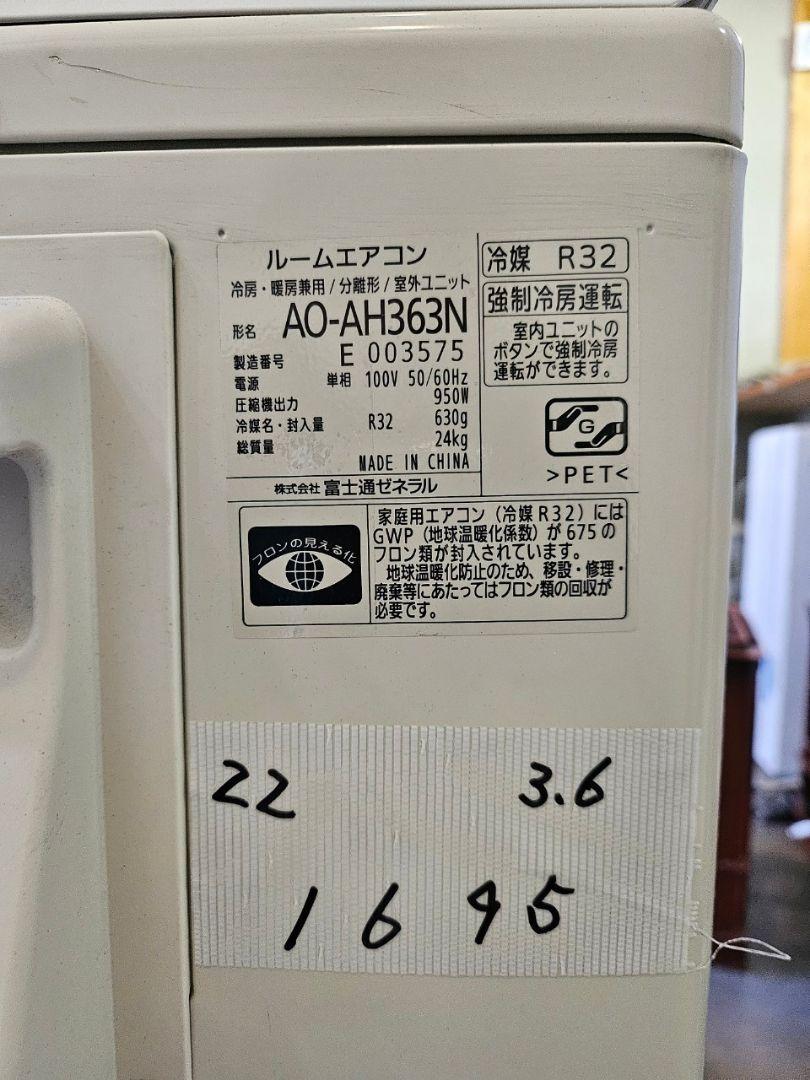 ルームエアコン
冷房・暖房兼用/分離形/室外ユニット
形名 AO-AH363N
製造番号 E 003575
電源 単相 100V 50/60Hz
圧縮機出力 950W
冷媒名・封入量 R32 630g
総質量 24kg
MADE IN CHINA
株式会社 富士通ゼネラル
冷媒 R32
強制冷房運転
室内ユニットの
ボタンで強制冷房
運転ができます。
G
>PET<
フロンの見える化
家庭用エアコン(冷媒R32)には
GWP(地球温暖化係数)が675の
フロン類が封入されています。
地球温暖化防止のため、移設・修理・
廃棄等にあたってはフロン類の回収が
必要です。
22 3.6
1695